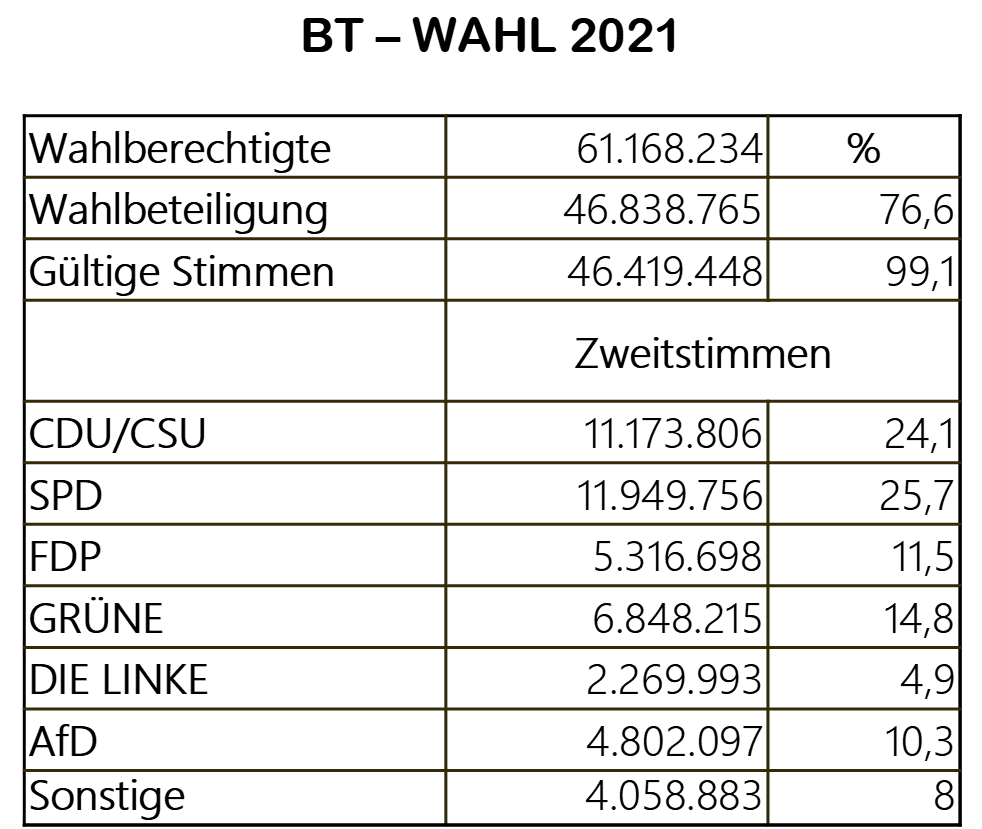 BT – WAHL 2021
Wahlberechtigte 61.168.234 %
Wahlbeteiligung 46.838.765 76,6
Gültige Stimmen 46.419.448 99,1
Zweitstimmen
CDU/CSU 11.173.806 24,1
SPD 11.949.756 25,7
FDP 5.316.698 11,5
GRÜNE 6.848.215 14,8
DIE LINKE 2.269.993 4,9
AfD 4.802.097 10,3
Sonstige 4.058.883 8